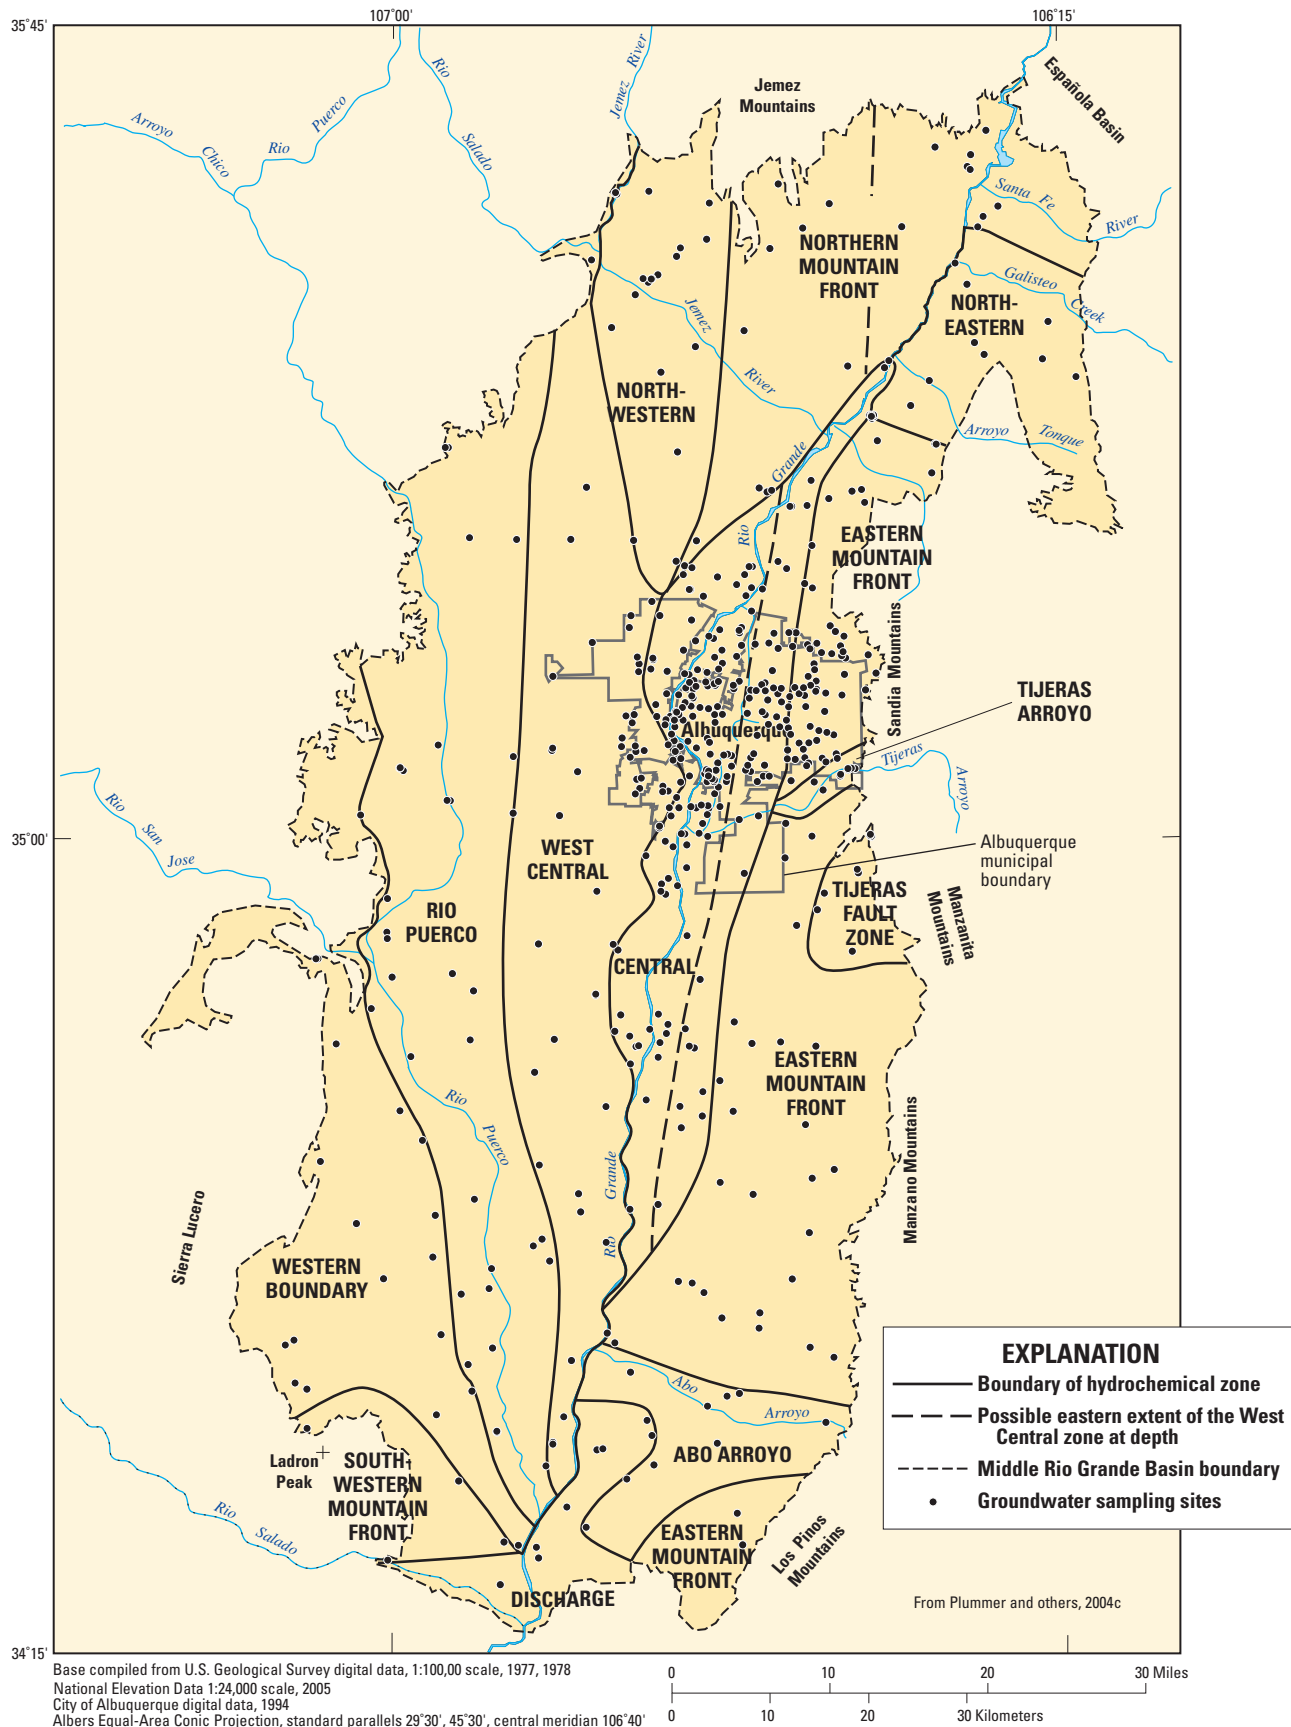 107°00'
106°15'
35°45'
Jemez
Mountains
Española Basin
Rio
Salado
Jemez River
Rio
Puerco
Arroyo
Chico
Santa Fe
River
NORTHERN
MOUNTAIN
FRONT
Galisteo
Creek
NORTH-
EASTERN
Jemez
River
NORTH-
WESTERN
Grande
Rio
Arroyo
Tonque
EASTERN
MOUNTAIN
FRONT
Sandia Mountains
TIJERAS
ARROYO
Albuquerque
Tijeras
Arroyo
Rio
San
Jose
35°00'
Albuquerque
municipal
boundary
WEST
CENTRAL
TIJERAS
FAULT
ZONE
Manzanita
Mountains
RIO
PUERCO
CENTRAL
EASTERN
MOUNTAIN
FRONT
Rio
Puerco
Manzano Mountains
Grande
Rio
Sierra Lucero
WESTERN
BOUNDARY
Abo
Arroyo
ABO ARROYO
Ladron
Peak
SOUTH-
WESTERN
MOUNTAIN
FRONT
Rio
Salado
EASTERN
MOUNTAIN
FRONT
Los Pinos
Mountains
DISCHARGE
EXPLANATION
Boundary of hydrochemical zone
Possible eastern extent of the West
Central zone at depth
Middle Rio Grande Basin boundary
Groundwater sampling sites
From Plummer and others, 2004c
34°15'
Base compiled from U.S. Geological Survey digital data, 1:100,00 scale, 1977, 1978
National Elevation Data 1:24,000 scale, 2005
City of Albuquerque digital data, 1994
Albers Equal-Area Conic Projection, standard parallels 29°30', 45°30', central meridian 106°40'
0 10 20 30 Miles
0 10 20 30 Kilometers